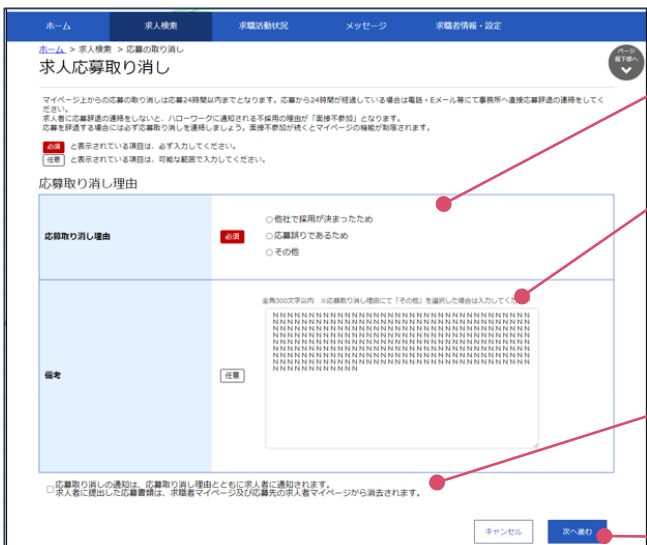 ホーム 求人検索 求職活動状況 メッセージ 求職者情報・設定
ホーム > 求人検索 > 応募の取り消し
ページ
最下部へ
求人応募取り消し
マイページ上からの応募の取り消しは応募24時間以内までとなります。応募から24時間が経過している場合は電話・Eメール等にて事務所へ直接応募辞退の連絡をしてく
ださい。
求人者に応募辞退の連絡をしないと、ハローワークに通知される不採用の理由が「面接不参加」となります。
応募を辞退する場合には必ず応募取り消しを連絡しましょう。面接不参加が続くとマイページの機能が制限されます。
必須 と表示されている項目は、必ず入力してください。
任意 と表示されている項目は、可能な範囲で入力してください。
応募取り消し理由
応募取り消し理由 必須
他社で採用が決まったため
応募誤りであるため
その他
全角300文字以内 ※応募取り消し理由にて「その他」を選択した場合は入力してくだ
備考 任意
応募取り消しの通知は、応募取り消し理由とともに求人者に通知されます。
求人者に提出した応募書類は、求職者マイページ及び応募先の求人者マイページから消去されます。
キャンセル 次へ進む